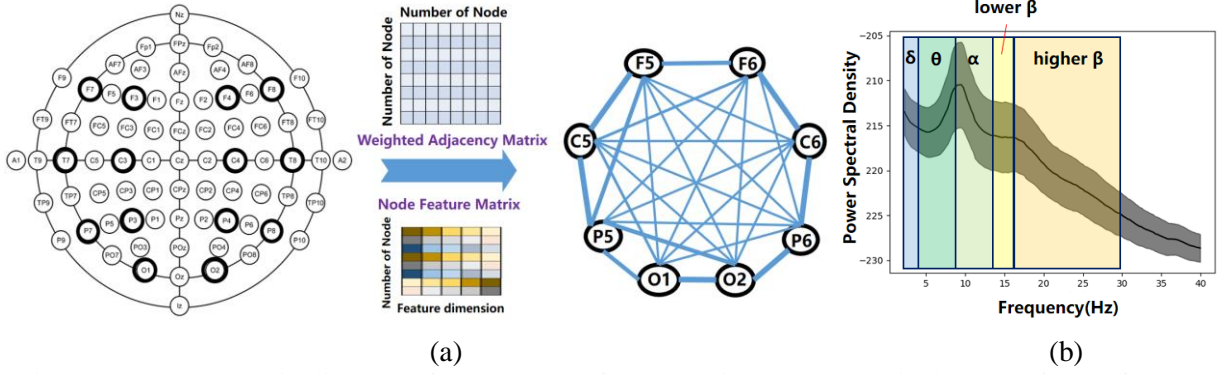 Nz
Fp1 FPz Fp2
AF7 AF3 AFz AF4 AF8
F9 F7 F5 F3 F1 Fz F2 F4 F6 F8 F10
FT9 FT7 FC5 FC3 FC1 FC2 FC4 FC6 FT8 FT10
A1 T9 T7 C5 C3 C1 Cz C2 C4 C6 T8 T10 A2
TP9 TP7 CP5 CP3 CP1 CPz CP2 CP4 CP6 TP8 TP10
P9 P7 P5 P3 P1 Pz P2 P4 P6 P8 P10
PO7 PO3 POz PO4 PO8
O1 Oz O2
Iz
Number of Node
Number of Node
Weighted Adjacency Matrix
Node Feature Matrix
Number of Node
Feature dimension
F5 F6
C5 C6
P5 P6
O1 O2
(a)
lower β
δ θ α higher β
Power Spectral Density
−205
210
215
220
225
−230
5 10 15 20 25 30 35 40
Frequency(Hz)
(b)